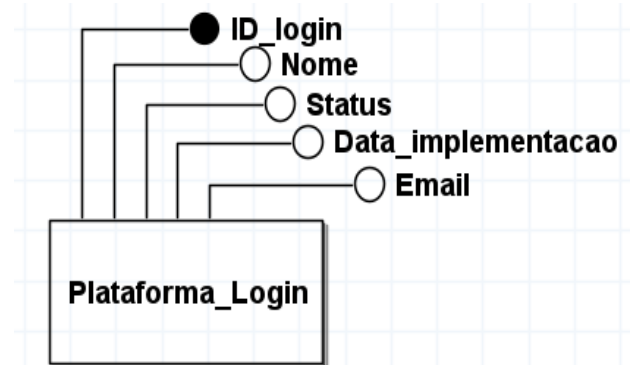 ID_login
Nome
Status
Data_implementacao
Email
Plataforma_Login